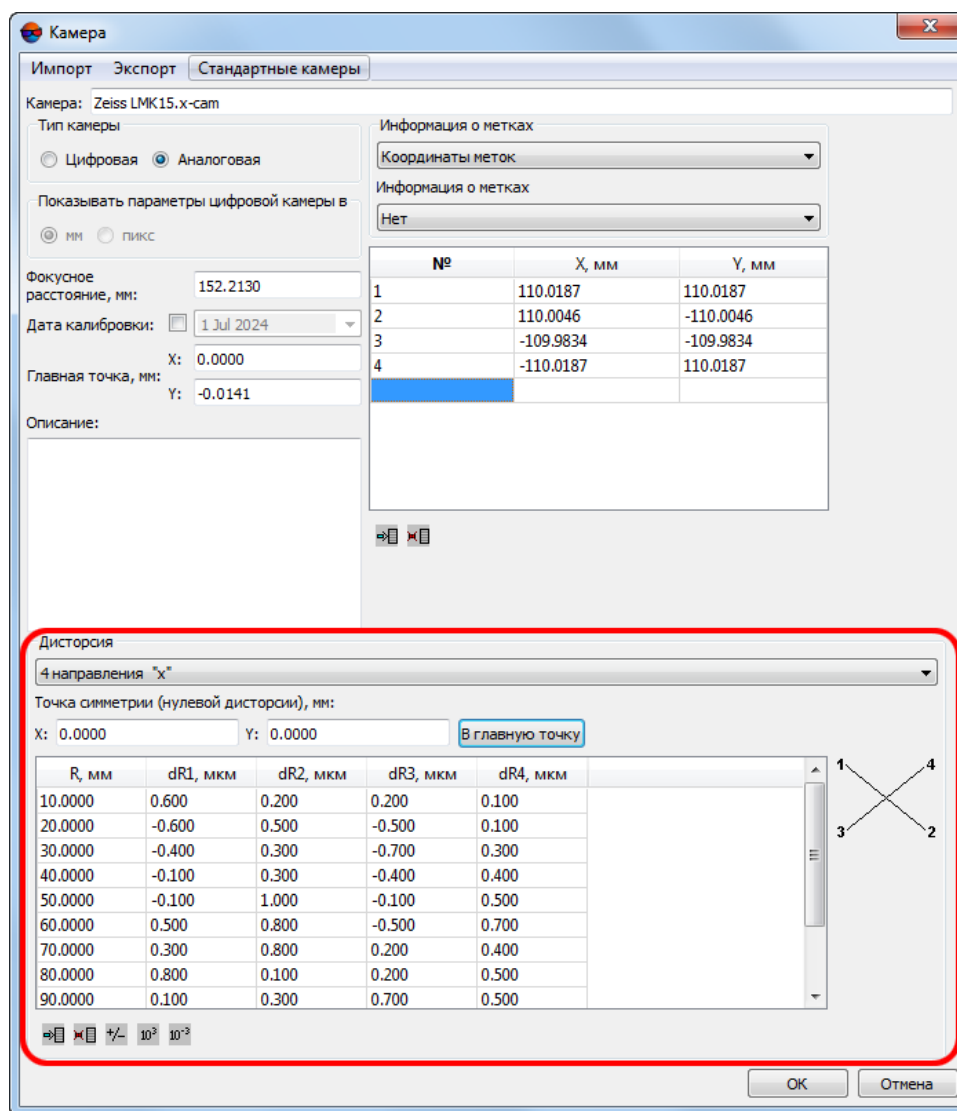 Камера
Импорт Экспорт Стандартные камеры
Камера: Zeiss LMK15.x-cam
Тип камеры
Цифровая Аналоговая
Показывать параметры цифровой камеры в
мм пикс
Фокусное
расстояние, мм:
152.2130
Дата калибровки: 1 Jul 2024
Главная точка, мм:
X: 0.0000
Y: -0.0141
Описание:
Информация о метках
Координаты меток
Информация о метках
Нет
№ X, мм Y, мм
1 110.0187 110.0187
2 110.0046 -110.0046
3 -109.9834 -109.9834
4 -110.0187 110.0187
Дисторсия
4 направления "x"
Точка симметрии (нулевой дисторсии), мм:
X: 0.0000 Y: 0.0000 В главную точку
R, мм dR1, мкм dR2, мкм dR3, мкм dR4, мкм
10.0000 0.600 0.200 0.200 0.100
20.0000 -0.600 0.500 -0.500 0.100
30.0000 -0.400 0.300 -0.700 0.300
40.0000 -0.100 0.300 -0.400 0.400
50.0000 -0.100 1.000 -0.100 0.500
60.0000 0.500 0.800 -0.500 0.700
70.0000 0.300 0.800 0.200 0.400
80.0000 0.800 0.100 0.200 0.500
90.0000 0.100 0.300 0.700 0.500
1 4
3 2
+/- 10³ 10⁻³
OK Отмена